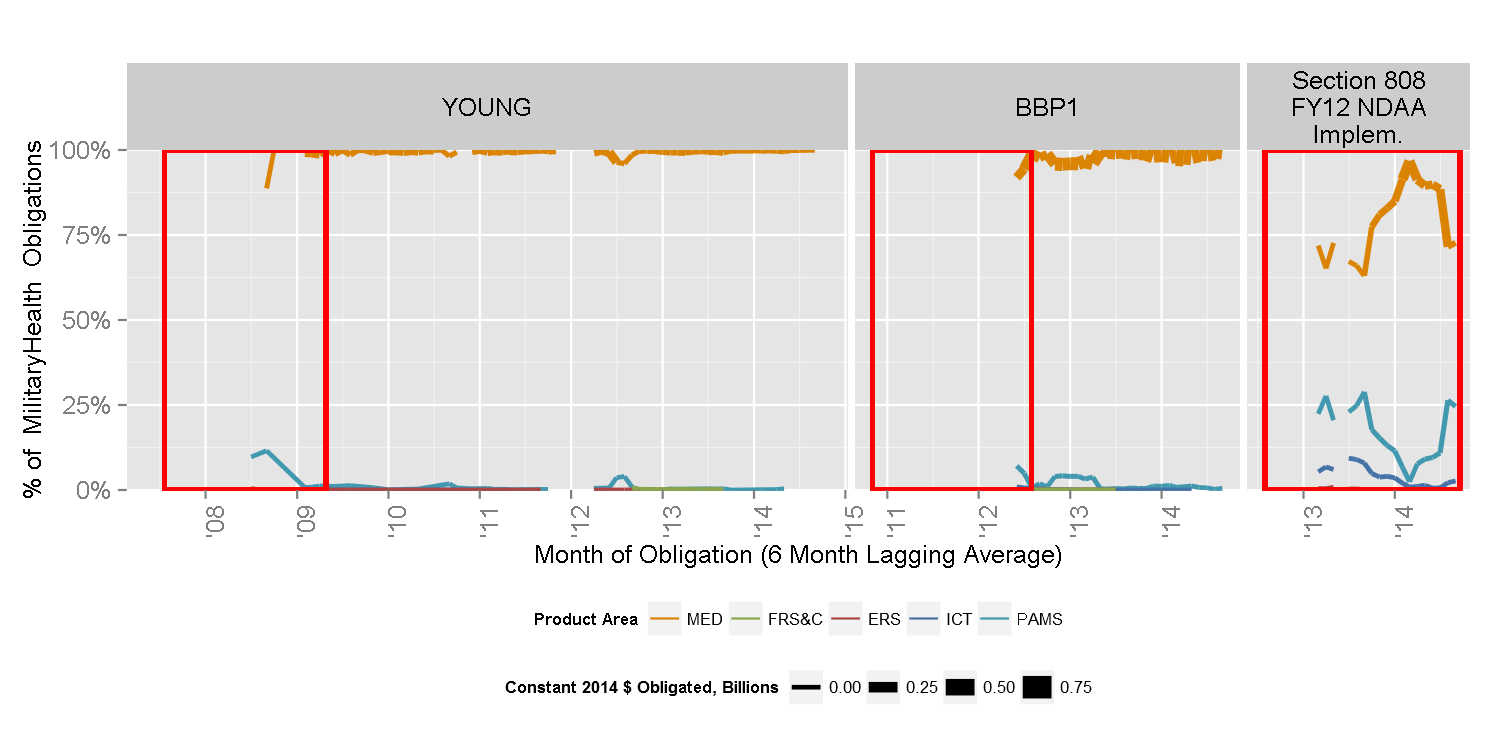 YOUNG
BBP1
Section 808
FY12 NDAA
Implem.
% of MilitaryHealth Obligations
100%
75%
50%
25%
0%
'08
'09
'10
'11
'12
'13
'14
'15
'11
'12
'13
'14
'13
'14
Month of Obligation (6 Month Lagging Average)
Product Area MED FRS&C ERS ICT PAMS
Constant 2014 $ Obligated, Billions 0.00 0.25 0.50 0.75